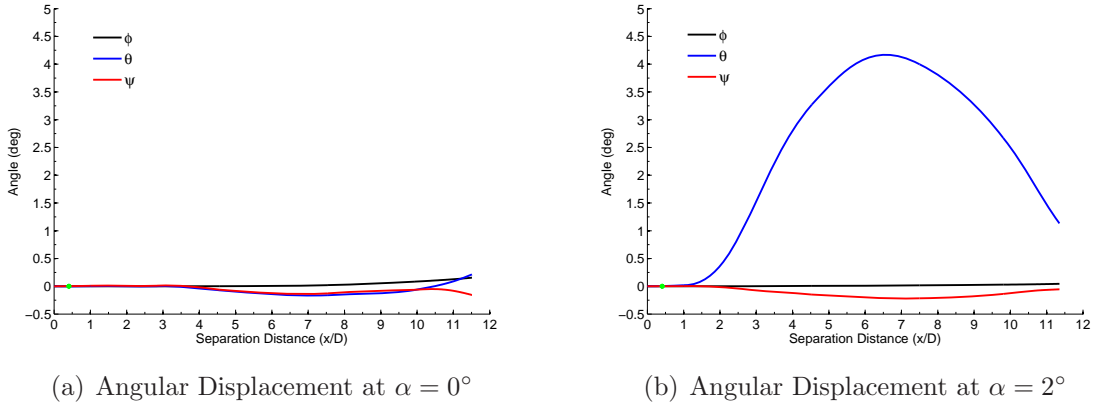 5
4.5
4
3.5
3
2.5
2
1.5
1
0.5
0
−0.5
Angle (deg)
ϕ
θ
ψ
0 1 2 3 4 5 6 7 8 9 10 11 12
Separation Distance (x/D)
(a) Angular Displacement at α = 0°
5
4.5
4
3.5
3
2.5
2
1.5
1
0.5
0
−0.5
Angle (deg)
ϕ
θ
ψ
0 1 2 3 4 5 6 7 8 9 10 11 12
Separation Distance (x/D)
(b) Angular Displacement at α = 2°